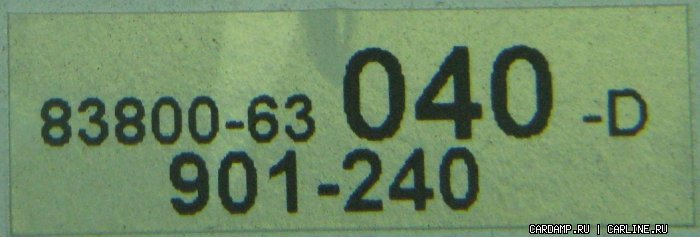 83800-63 040 -D
901-240
CARDAMP.RU | CARLINE.RU